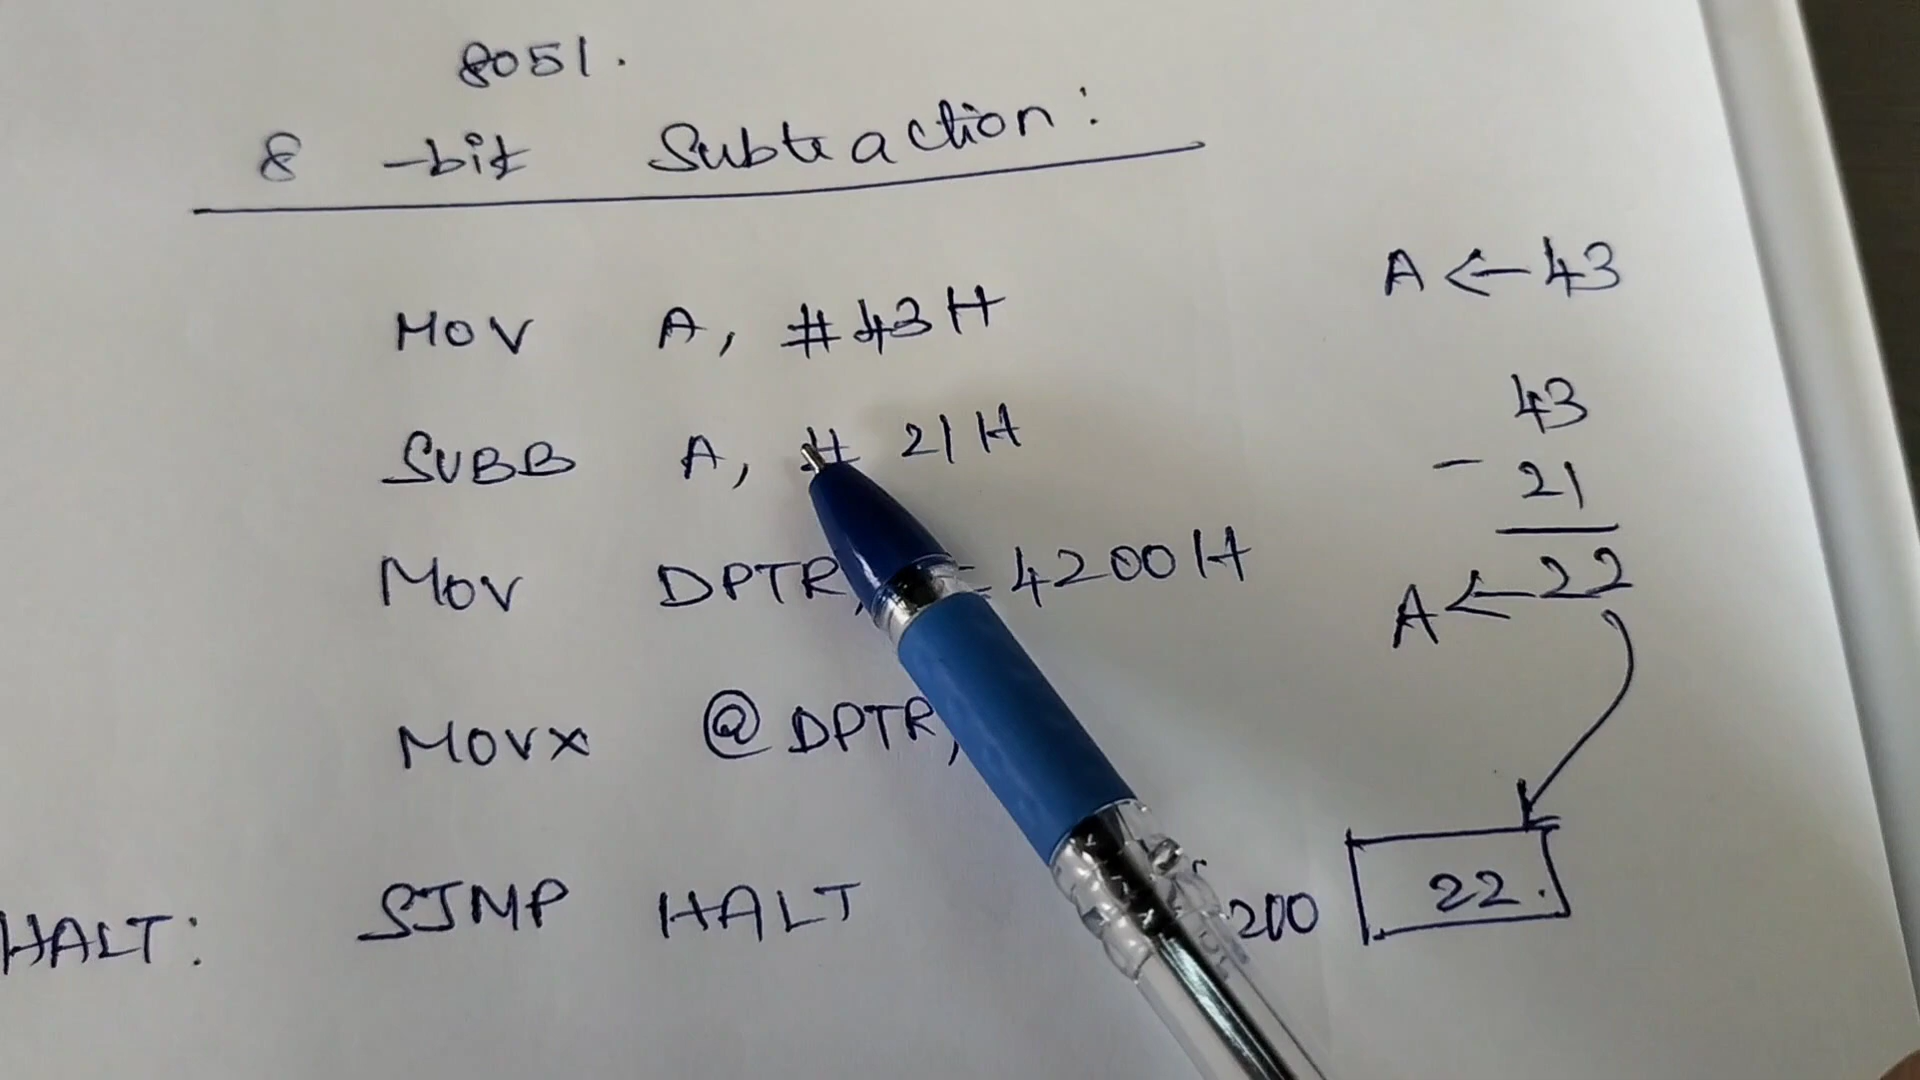 8051.
8 -bit Subtraction:
MOV A, #43H
A ← 43
SUBB A, # 21H
43
- 21
22
MOV DPTR, 4200H
A ← 22
MOVX @DPTR,
HALT: SJMP HALT
200 22.